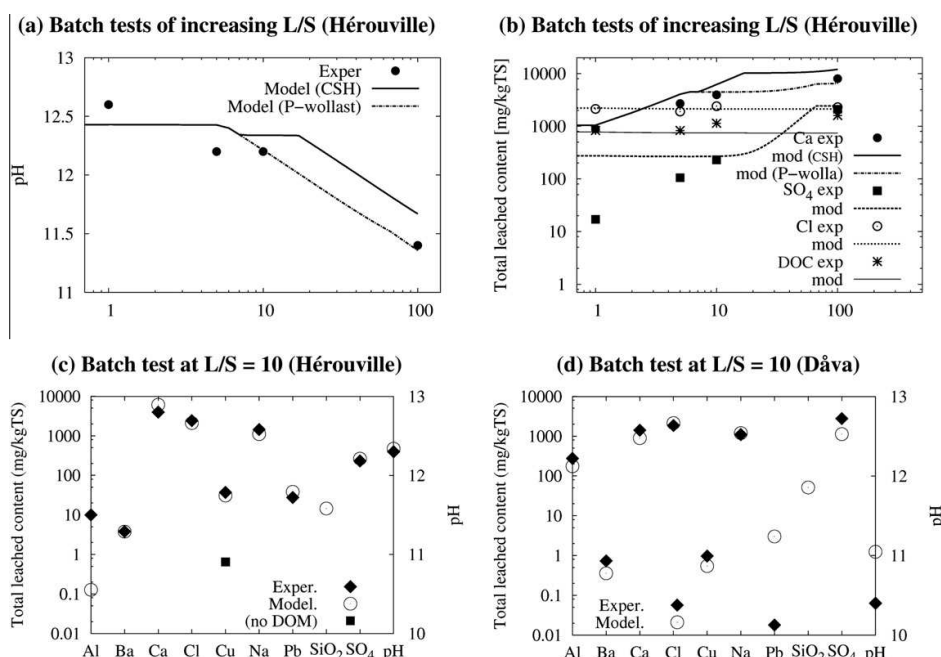 (a) Batch tests of increasing L/S (Hérouville)
13
12.5
12
11.5
11
pH
1
10
100
Exper
Model (CSH)
Model (P-wollast)
(b) Batch tests of increasing L/S (Hérouville)
10000
1000
100
10
1
Total leached content [mg/kgTS]
1
10
100
Ca exp
mod (CSH)
mod (P-wolla)
SO4 exp
mod
Cl exp
mod
DOC exp
mod
(c) Batch test at L/S = 10 (Hérouville)
10000
1000
100
10
1
0.1
0.01
Total leached content (mg/kgTS)
13
12
11
10
pH
Exper.
Model.
(no DOM)
Al Ba Ca Cl Cu Na Pb SiO2 SO4 pH
(d) Batch test at L/S = 10 (Dåva)
10000
1000
100
10
1
0.1
0.01
Total leached content (mg/kgTS)
13
12
11
10
pH
Exper.
Model.
Al Ba Ca Cl Cu Na Pb SiO2 SO4 pH